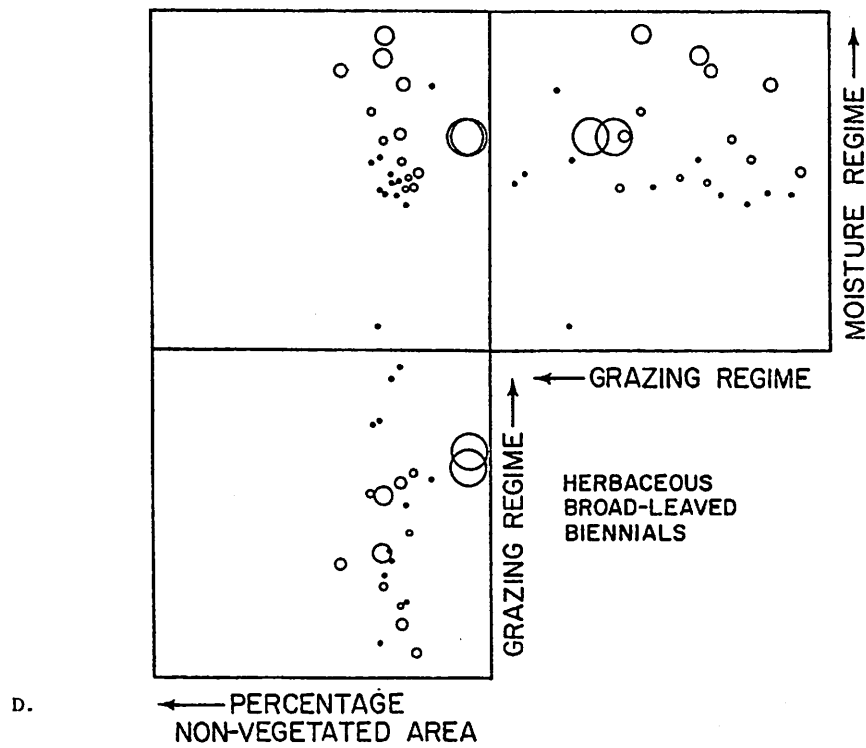 MOISTURE REGIME
GRAZING REGIME
GRAZING REGIME
HERBACEOUS
BROAD-LEAVED
BIENNIALS
D.
PERCENTAGE
NON-VEGETATED AREA